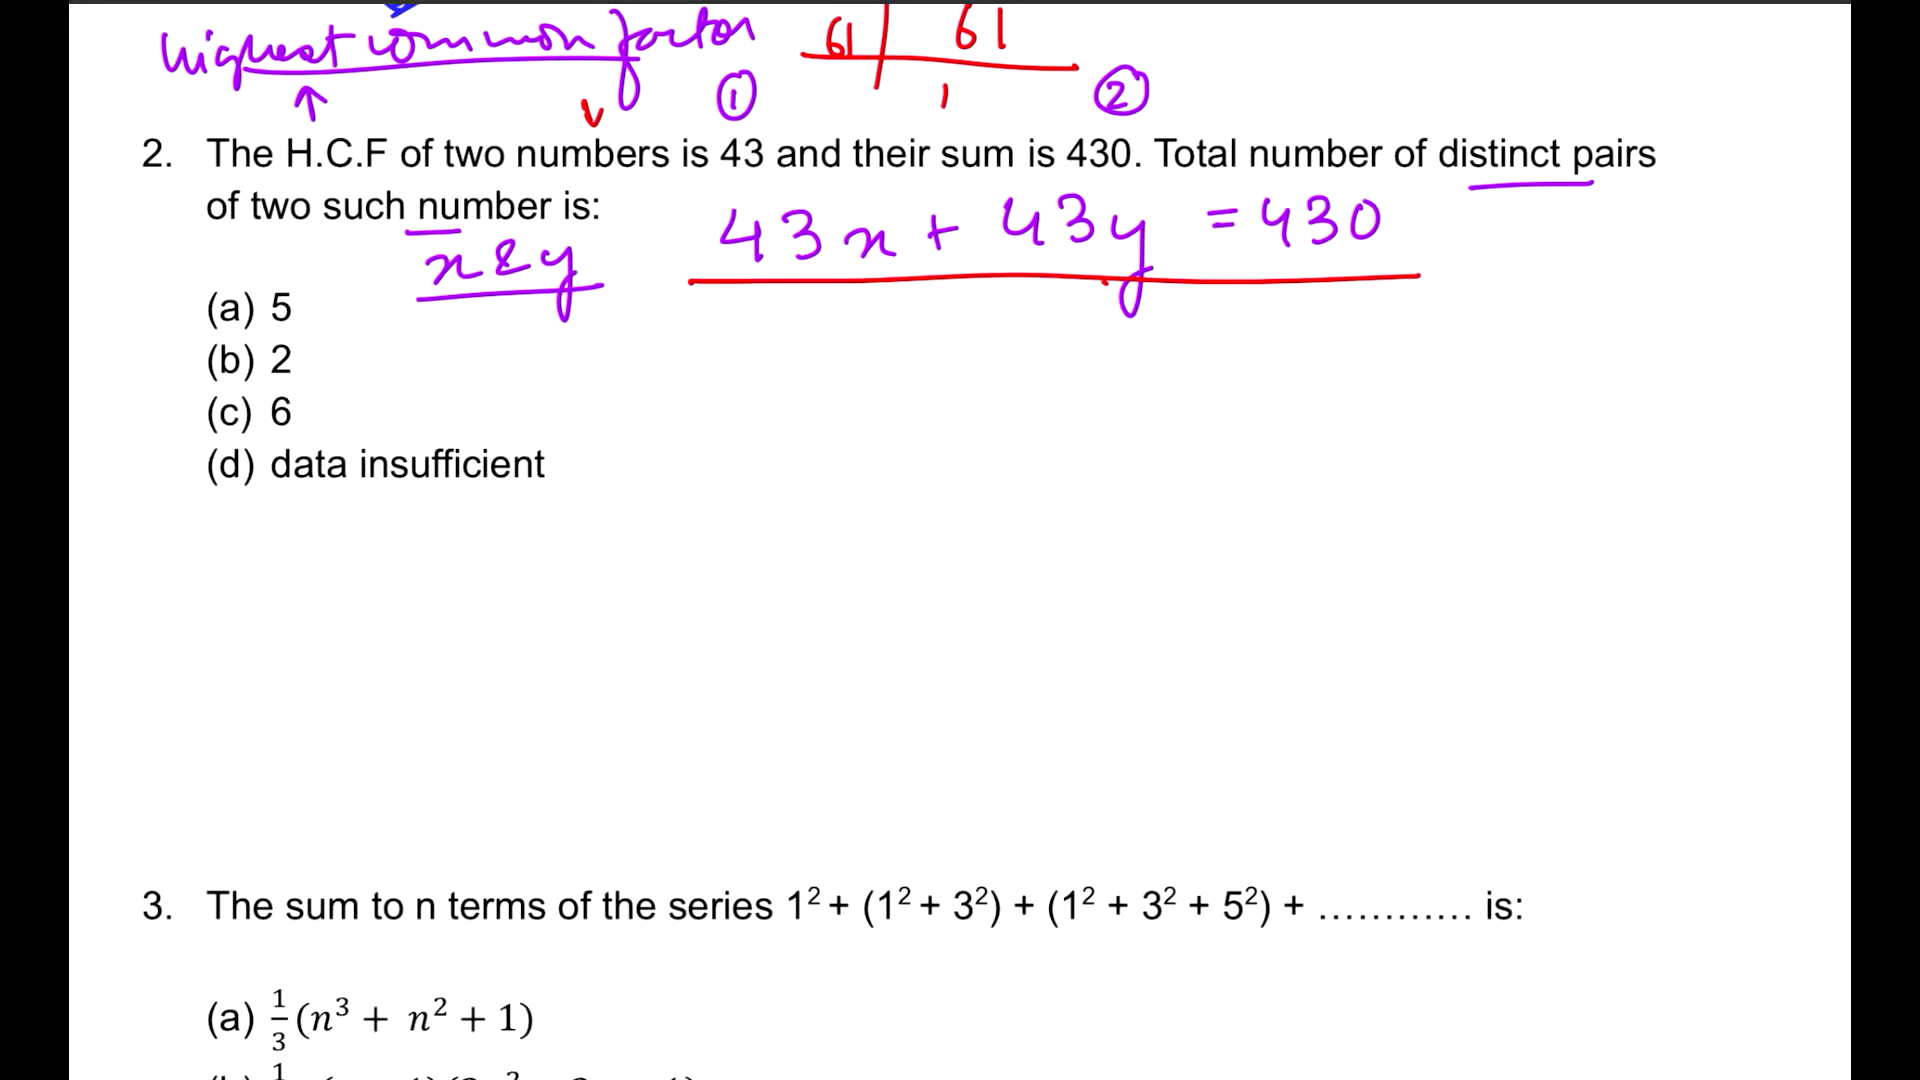 highest common factor 61 | 61
① 1 ②
2. The H.C.F of two numbers is 43 and their sum is 430. Total number of distinct pairs
of two such number is:
43x + 43y = 430
x & y
(a) 5
(b) 2
(c) 6
(d) data insufficient
3. The sum to n terms of the series 1² + (1² + 3²) + (1² + 3² + 5²) + ………… is:
(a) 1/3 (n³ + n² + 1)